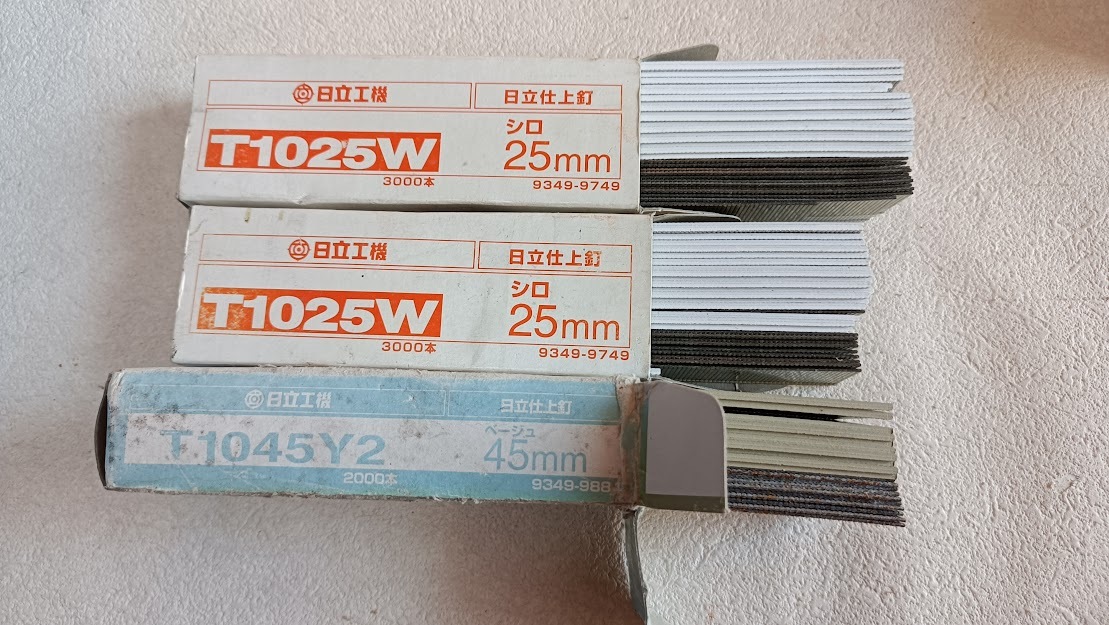 日立工機 日立仕上釘
シロ
T1025W 25mm
3000本 9349-9749
日立工機 日立仕上釘
シロ
T1025W 25mm
3000本 9349-9749
日立工機 日立仕上釘
ベージュ
T1045Y2 45mm
2000本 9349-988